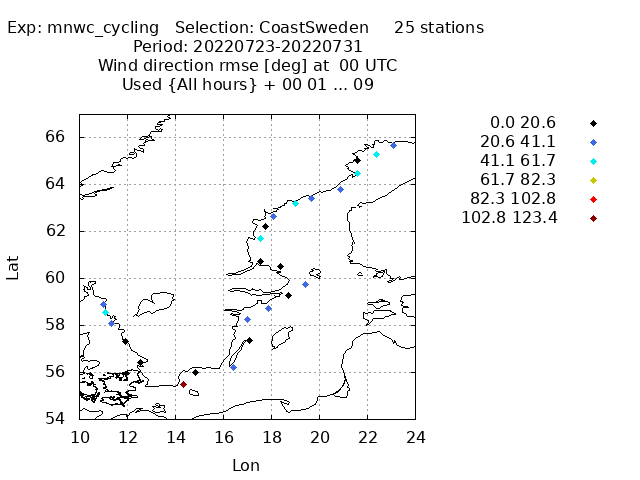 Exp: mnwc_cycling   Selection: CoastSweden     25 stations
Period: 20220723-20220731
Wind direction rmse [deg] at  00 UTC
Used {All hours} + 00 01 ... 09
0.0 20.6
20.6 41.1
41.1 61.7
61.7 82.3
82.3 102.8
102.8 123.4
66
64
62
60
58
56
54
Lat
10 12 14 16 18 20 22 24
Lon